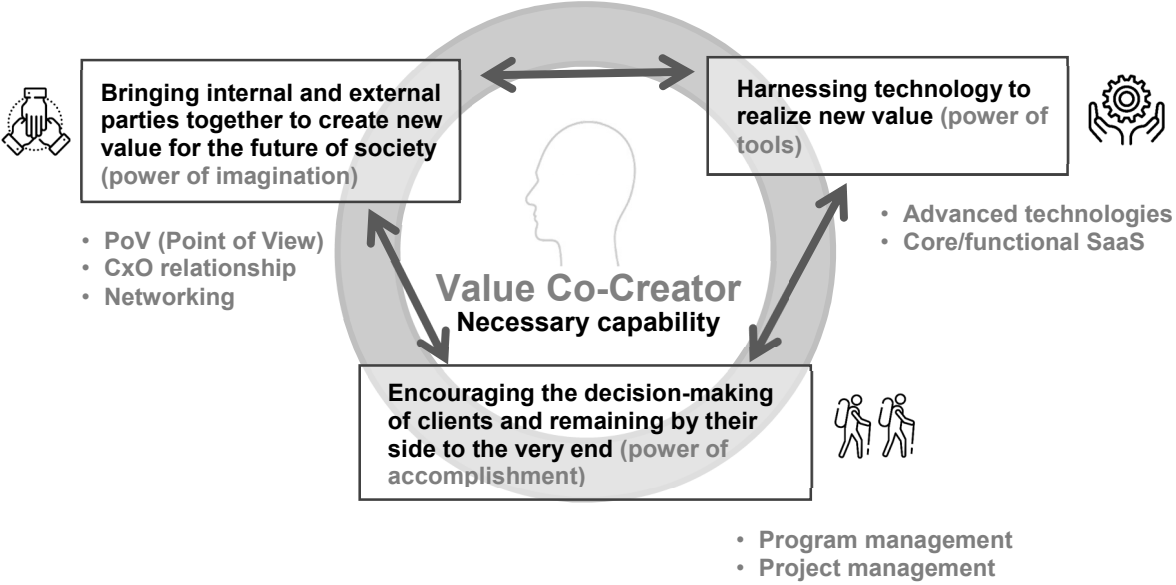 Bringing internal and external
parties together to create new
value for the future of society
(power of imagination)
• PoV (Point of View)
• CxO relationship
• Networking
Harnessing technology to
realize new value (power of
tools)
• Advanced technologies
• Core/functional SaaS
Value Co-Creator
Necessary capability
Encouraging the decision-making
of clients and remaining by their
side to the very end (power of
accomplishment)
• Program management
• Project management